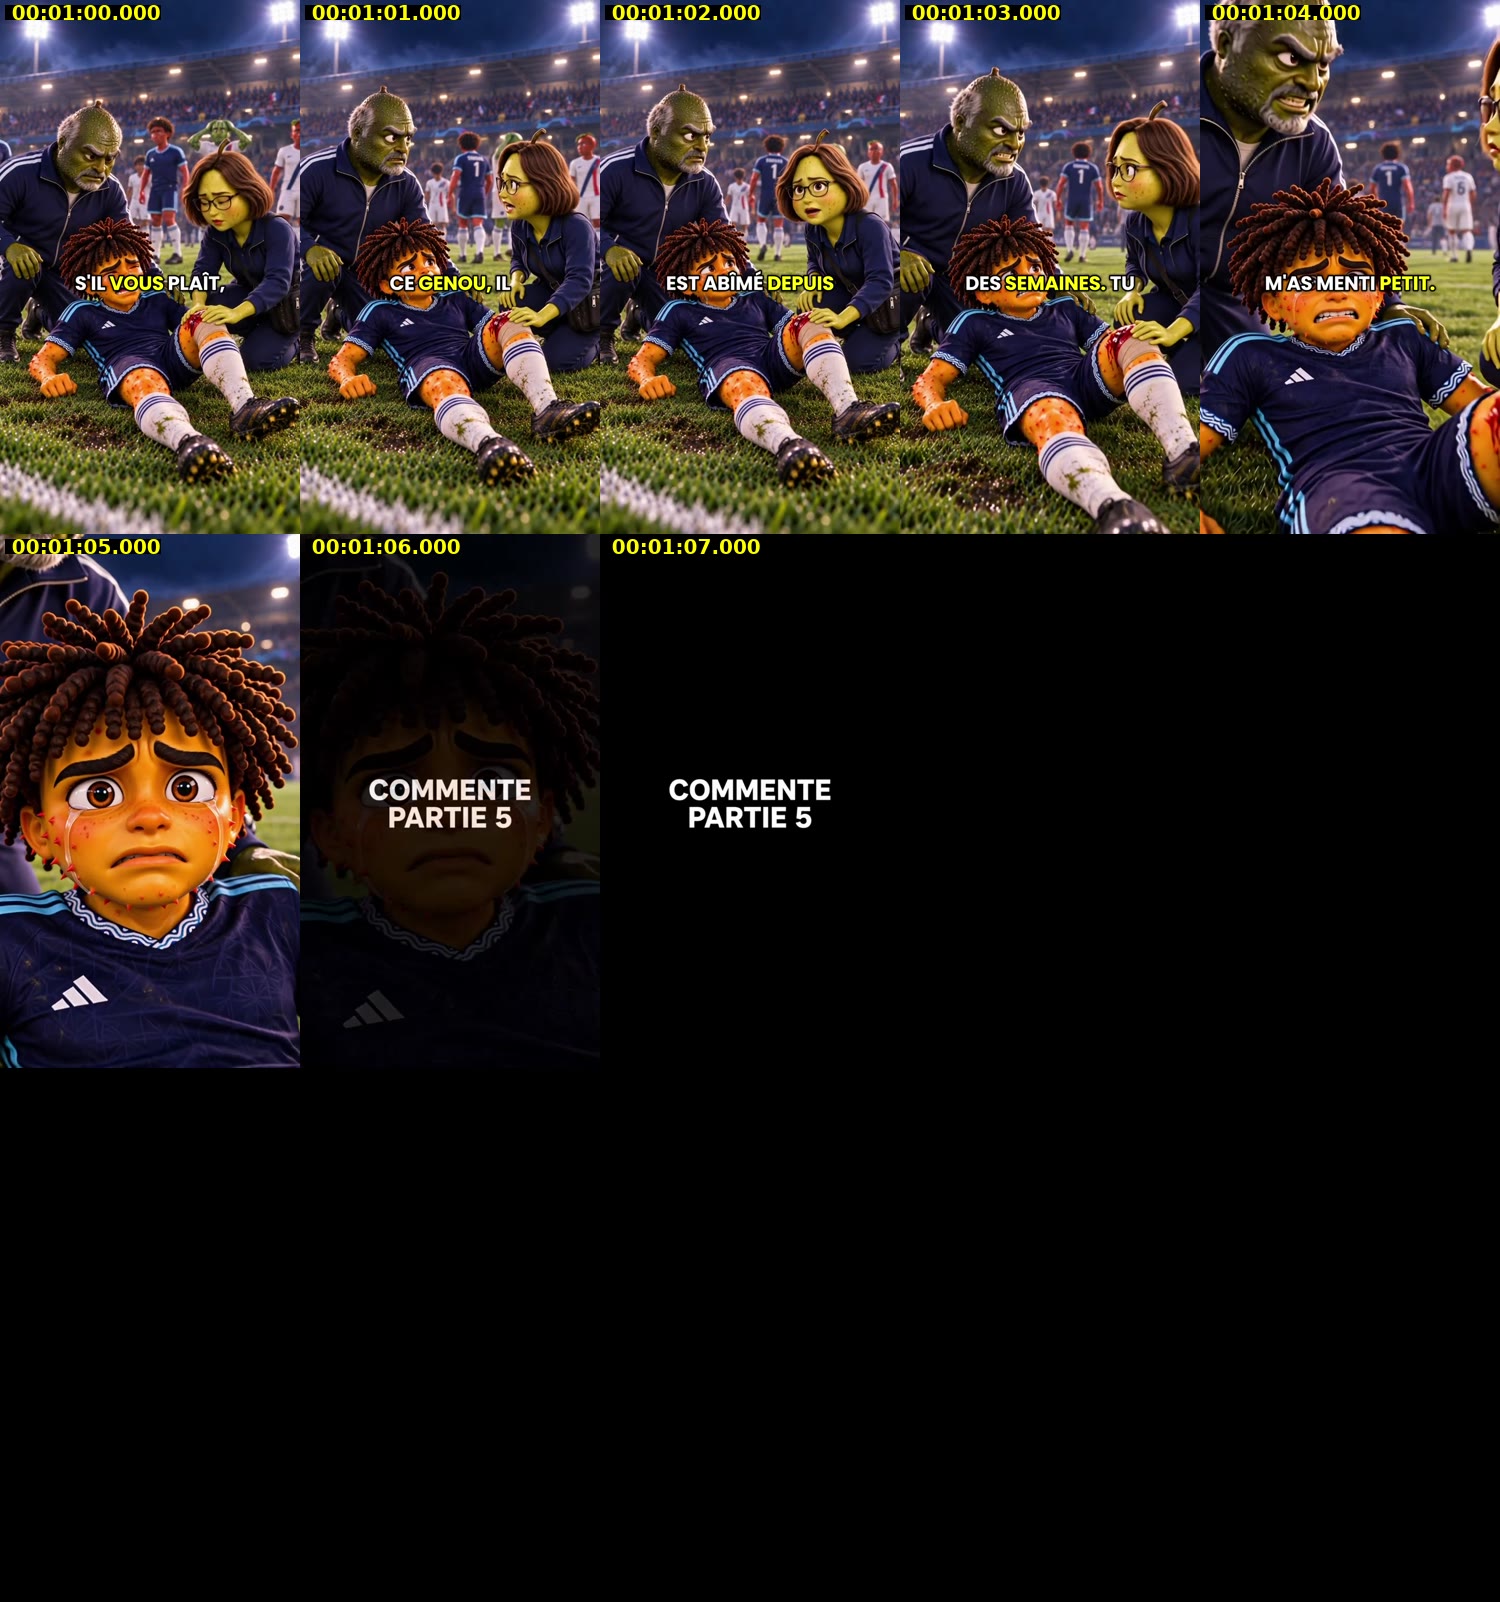 00:01:00.000
S'IL VOUS PLAÎT,
00:01:01.000
CE GENOU, IL
00:01:02.000
EST ABÎMÉ DEPUIS
00:01:03.000
DES SEMAINES. TU
00:01:04.000
M'AS MENTI PETIT.
00:01:05.000
00:01:06.000
COMMENTE
PARTIE 5
00:01:07.000
COMMENTE
PARTIE 5